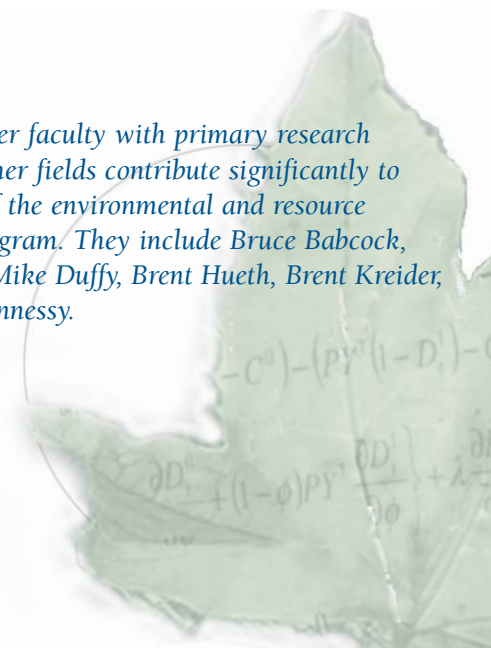 er faculty with primary research
her fields contribute significantly to
f the environmental and resource
gram. They include Bruce Babcock,
Mike Duffy, Brent Hueth, Brent Kreider,
nnessy.